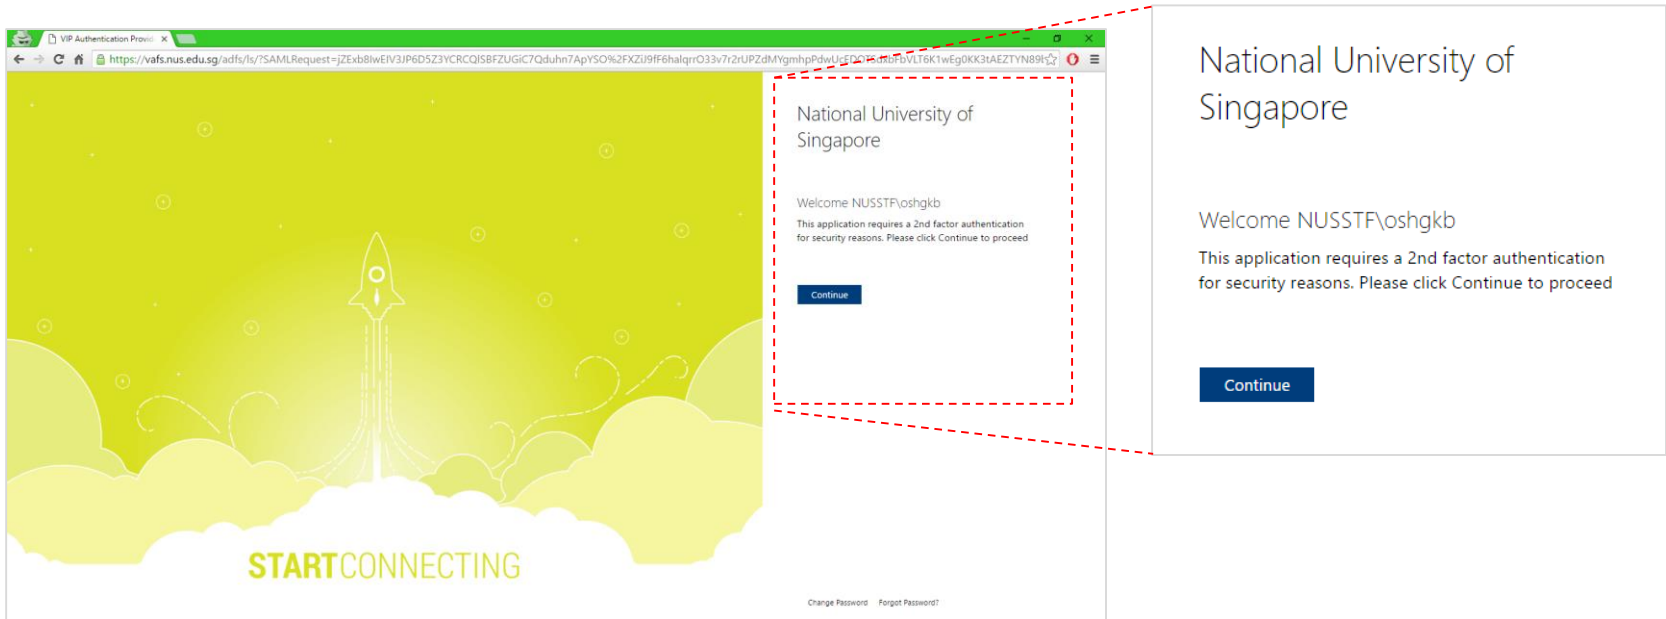 VIP Authentication Provi
https://vafs.nus.edu.sg/adfs/ls/?SAMLRequest=
National University of
Singapore
Welcome NUSSTF\oshgkb
This application requires a 2nd factor authentication
for security reasons. Please click Continue to proceed
Continue
STARTCONNECTING
Change Password Forgot Password?
National University of
Singapore
Welcome NUSSTF\oshgkb
This application requires a 2nd factor authentication
for security reasons. Please click Continue to proceed
Continue